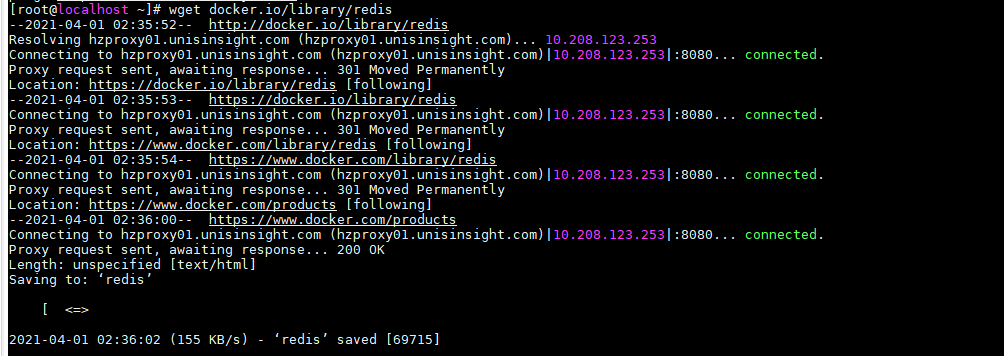 [root@localhost ~]# wget docker.io/library/redis
--2021-04-01 02:35:52--  http://docker.io/library/redis
Resolving hzproxy01.unisinsight.com (hzproxy01.unisinsight.com)... 10.208.123.253
Connecting to hzproxy01.unisinsight.com (hzproxy01.unisinsight.com)|10.208.123.253|:8080... connected.
Proxy request sent, awaiting response... 301 Moved Permanently
Location: https://docker.io/library/redis [following]
--2021-04-01 02:35:53--  https://docker.io/library/redis
Connecting to hzproxy01.unisinsight.com (hzproxy01.unisinsight.com)|10.208.123.253|:8080... connected.
Proxy request sent, awaiting response... 301 Moved Permanently
Location: https://www.docker.com/library/redis [following]
--2021-04-01 02:35:54--  https://www.docker.com/library/redis
Connecting to hzproxy01.unisinsight.com (hzproxy01.unisinsight.com)|10.208.123.253|:8080... connected.
Proxy request sent, awaiting response... 301 Moved Permanently
Location: https://www.docker.com/products [following]
--2021-04-01 02:36:00--  https://www.docker.com/products
Connecting to hzproxy01.unisinsight.com (hzproxy01.unisinsight.com)|10.208.123.253|:8080... connected.
Proxy request sent, awaiting response... 200 OK
Length: unspecified [text/html]
Saving to: ‘redis’
[  <=>
2021-04-01 02:36:02 (155 KB/s) - ‘redis’ saved [69715]